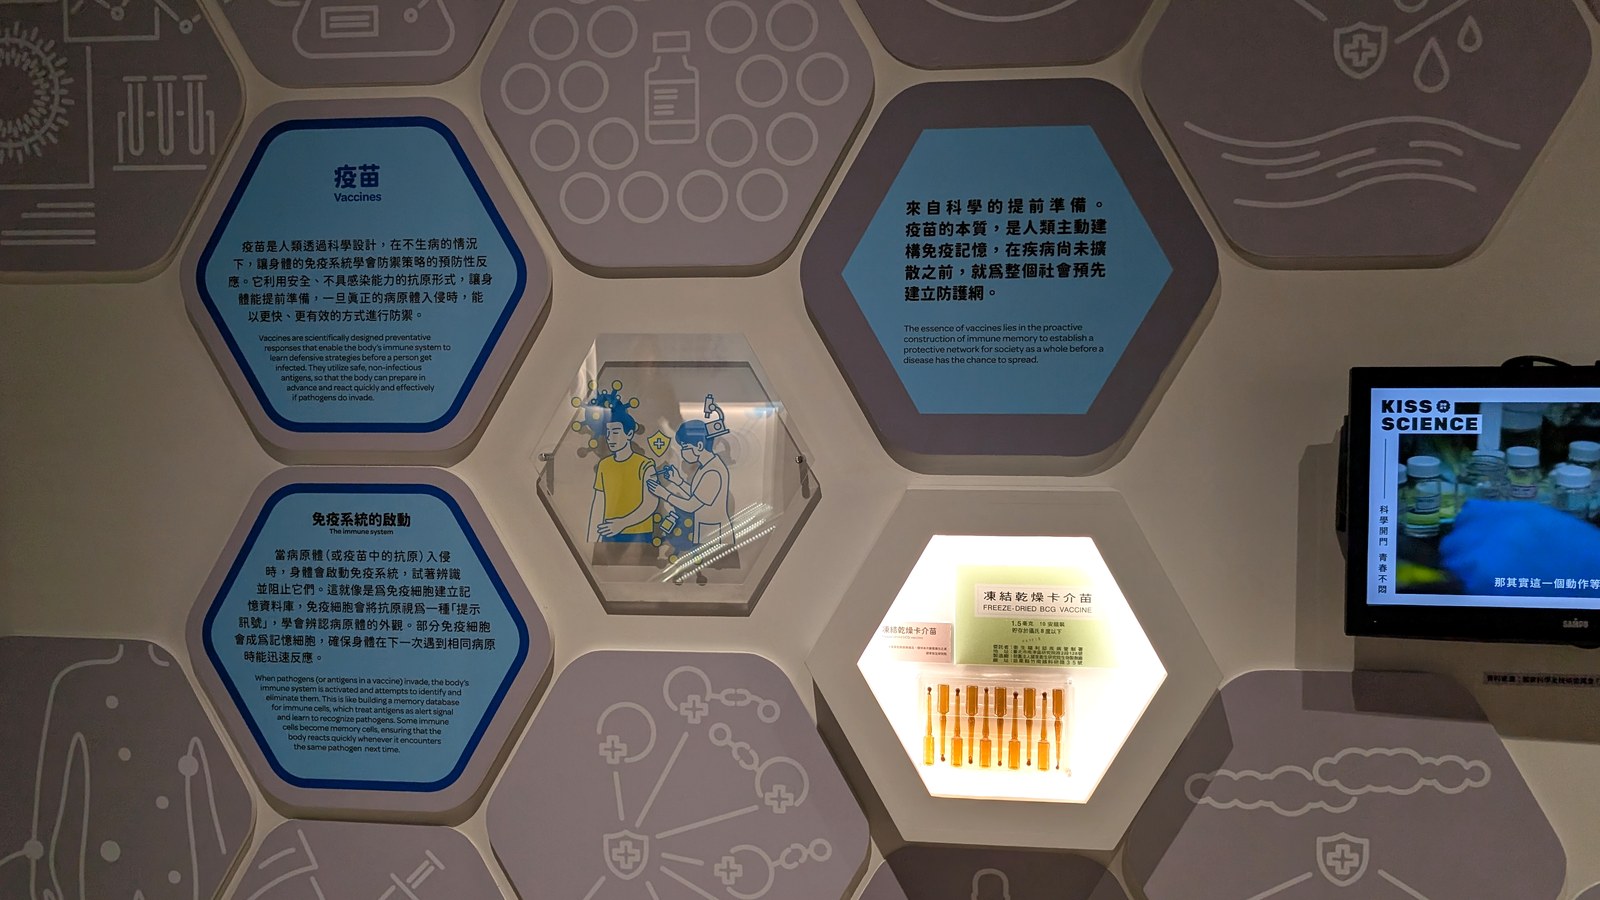 疫苗
Vaccines
疫苗是人類透過科學設計，在不生病的情況
下，讓身體的免疫系統學會防禦策略的預防性反
應。它利用安全、不具感染能力的抗原形式，讓身
體能提前準備，一旦真正的病原體入侵時，能
以更快、更有效的方式進行防禦。
Vaccines are scientifically designed preventative
responses that enable the body's immune system to
learn defensive strategies before a person get
infected. They utilize safe, non-infectious
antigens, so that the body can prepare in
advance and react quickly and effectively
if pathogens do invade.
免疫系統的啟動
The immune system
當病原體（或疫苗中的抗原）入侵
時，身體會啟動免疫系統，試著辨識
並阻止它們。這就像是為免疫細胞建立記
憶資料庫，免疫細胞會將抗原視為一種「提示
訊號」，學會辨認病原體的外觀。部分免疫細胞
會成為記憶細胞，確保身體在下一次遇到相同病原
時能迅速反應。
When pathogens (or antigens in a vaccine) invade, the body's
immune system is activated and attempts to identify and
eliminate them. This is like building a memory database
for immune cells, which treat antigens as alert signal
and learn to recognize pathogens. Some immune
cells become memory cells, ensuring that the
body reacts quickly whenever it encounters
the same pathogen next time.
來自科學的提前準備。
疫苗的本質，是人類主動建
構免疫記憶，在疾病尚未擴
散之前，就為整個社會預先
建立防護網。
The essence of vaccines lies in the proactive
construction of immune memory to establish a
protective network for society as a whole before a
disease has the chance to spread.
凍結乾燥卡介苗
FREEZE-DRIED BCG VACCINE
凍結乾燥卡介苗
KISS
SCIENCE
科學開門 青春不悶
那其實這一個動作等
SAMPO